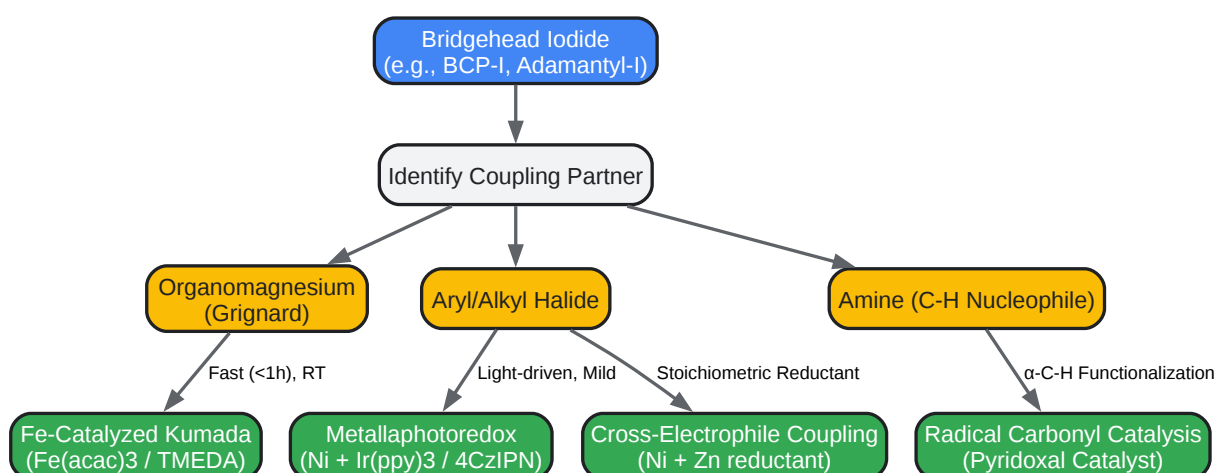 Bridgehead Iodide
(e.g., BCP-I, Adamantyl-I)
Identify Coupling Partner
Organomagnesium
(Grignard)
Aryl/Alkyl Halide
Amine (C-H Nucleophile)
Fast (<1h), RT
Light-driven, Mild
Stoichiometric Reductant
α-C-H Functionalization
Fe-Catalyzed Kumada
(Fe(acac)3 / TMEDA)
Metallaphotoredox
(Ni + Ir(ppy)3 / 4CzIPN)
Cross-Electrophile Coupling
(Ni + Zn reductant)
Radical Carbonyl Catalysis
(Pyridoxal Catalyst)